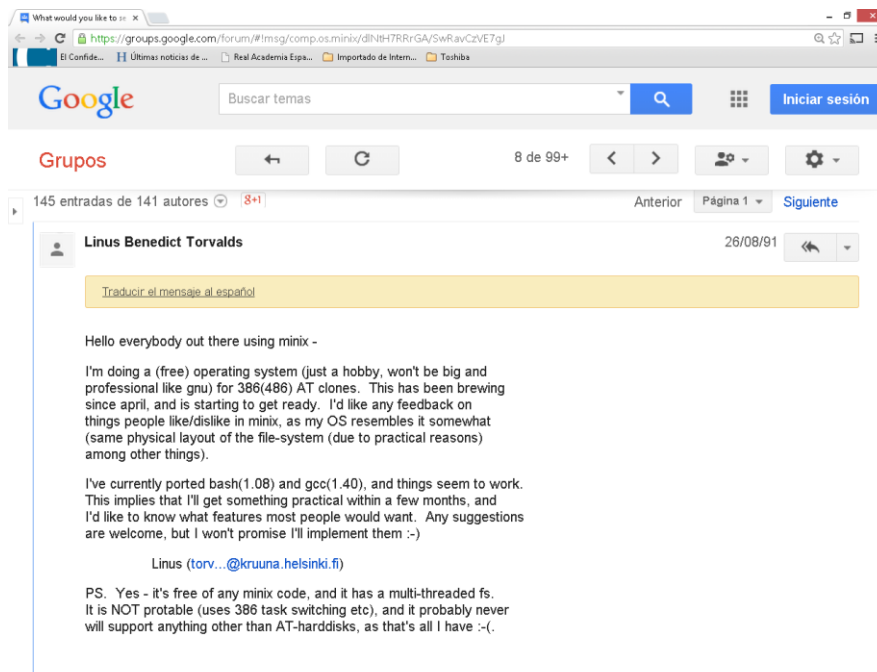 What would you like to se
https://groups.google.com/forum/#!msg/comp.os.minix/dlNtH7RRrGA/SwRavCzVE7gJ
El Confide... Últimas noticias de ... Real Academia Espa... Importado de Intern... Toshiba
Google Buscar temas Iniciar sesión
Grupos 8 de 99+
145 entradas de 141 autores g+1 Anterior Página 1 Siguiente
Linus Benedict Torvalds 26/08/91
Traducir el mensaje al español
Hello everybody out there using minix -
I'm doing a (free) operating system (just a hobby, won't be big and
professional like gnu) for 386(486) AT clones. This has been brewing
since april, and is starting to get ready. I'd like any feedback on
things people like/dislike in minix, as my OS resembles it somewhat
(same physical layout of the file-system (due to practical reasons)
among other things).
I've currently ported bash(1.08) and gcc(1.40), and things seem to work.
This implies that I'll get something practical within a few months, and
I'd like to know what features most people would want. Any suggestions
are welcome, but I won't promise I'll implement them :-)
Linus (torv...@kruuna.helsinki.fi)
PS. Yes - it's free of any minix code, and it has a multi-threaded fs.
It is NOT protable (uses 386 task switching etc), and it probably never
will support anything other than AT-harddisks, as that's all I have :-(.